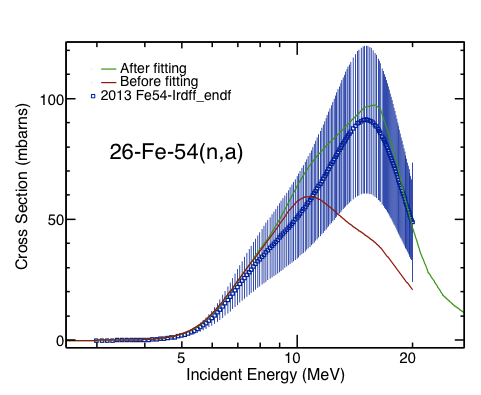 After fitting
Before fitting
2013 Fe54-Irdff_endf
26-Fe-54(n,a)
Cross Section (mbarns)
100
50
0
5 10 20
Incident Energy (MeV)